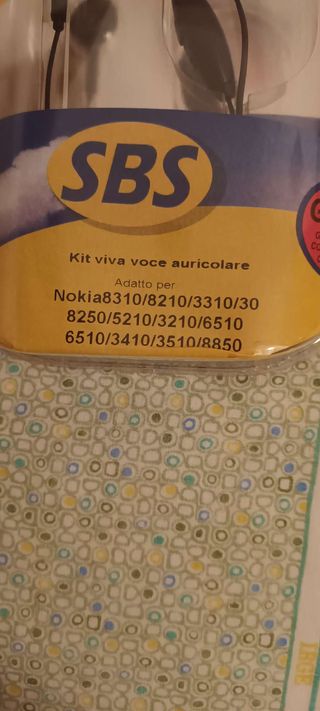 SBS
Kit viva voce auricolare
Adatto per
Nokia8310/8210/3310/30
8250/5210/3210/6510
6510/3410/3510/8850